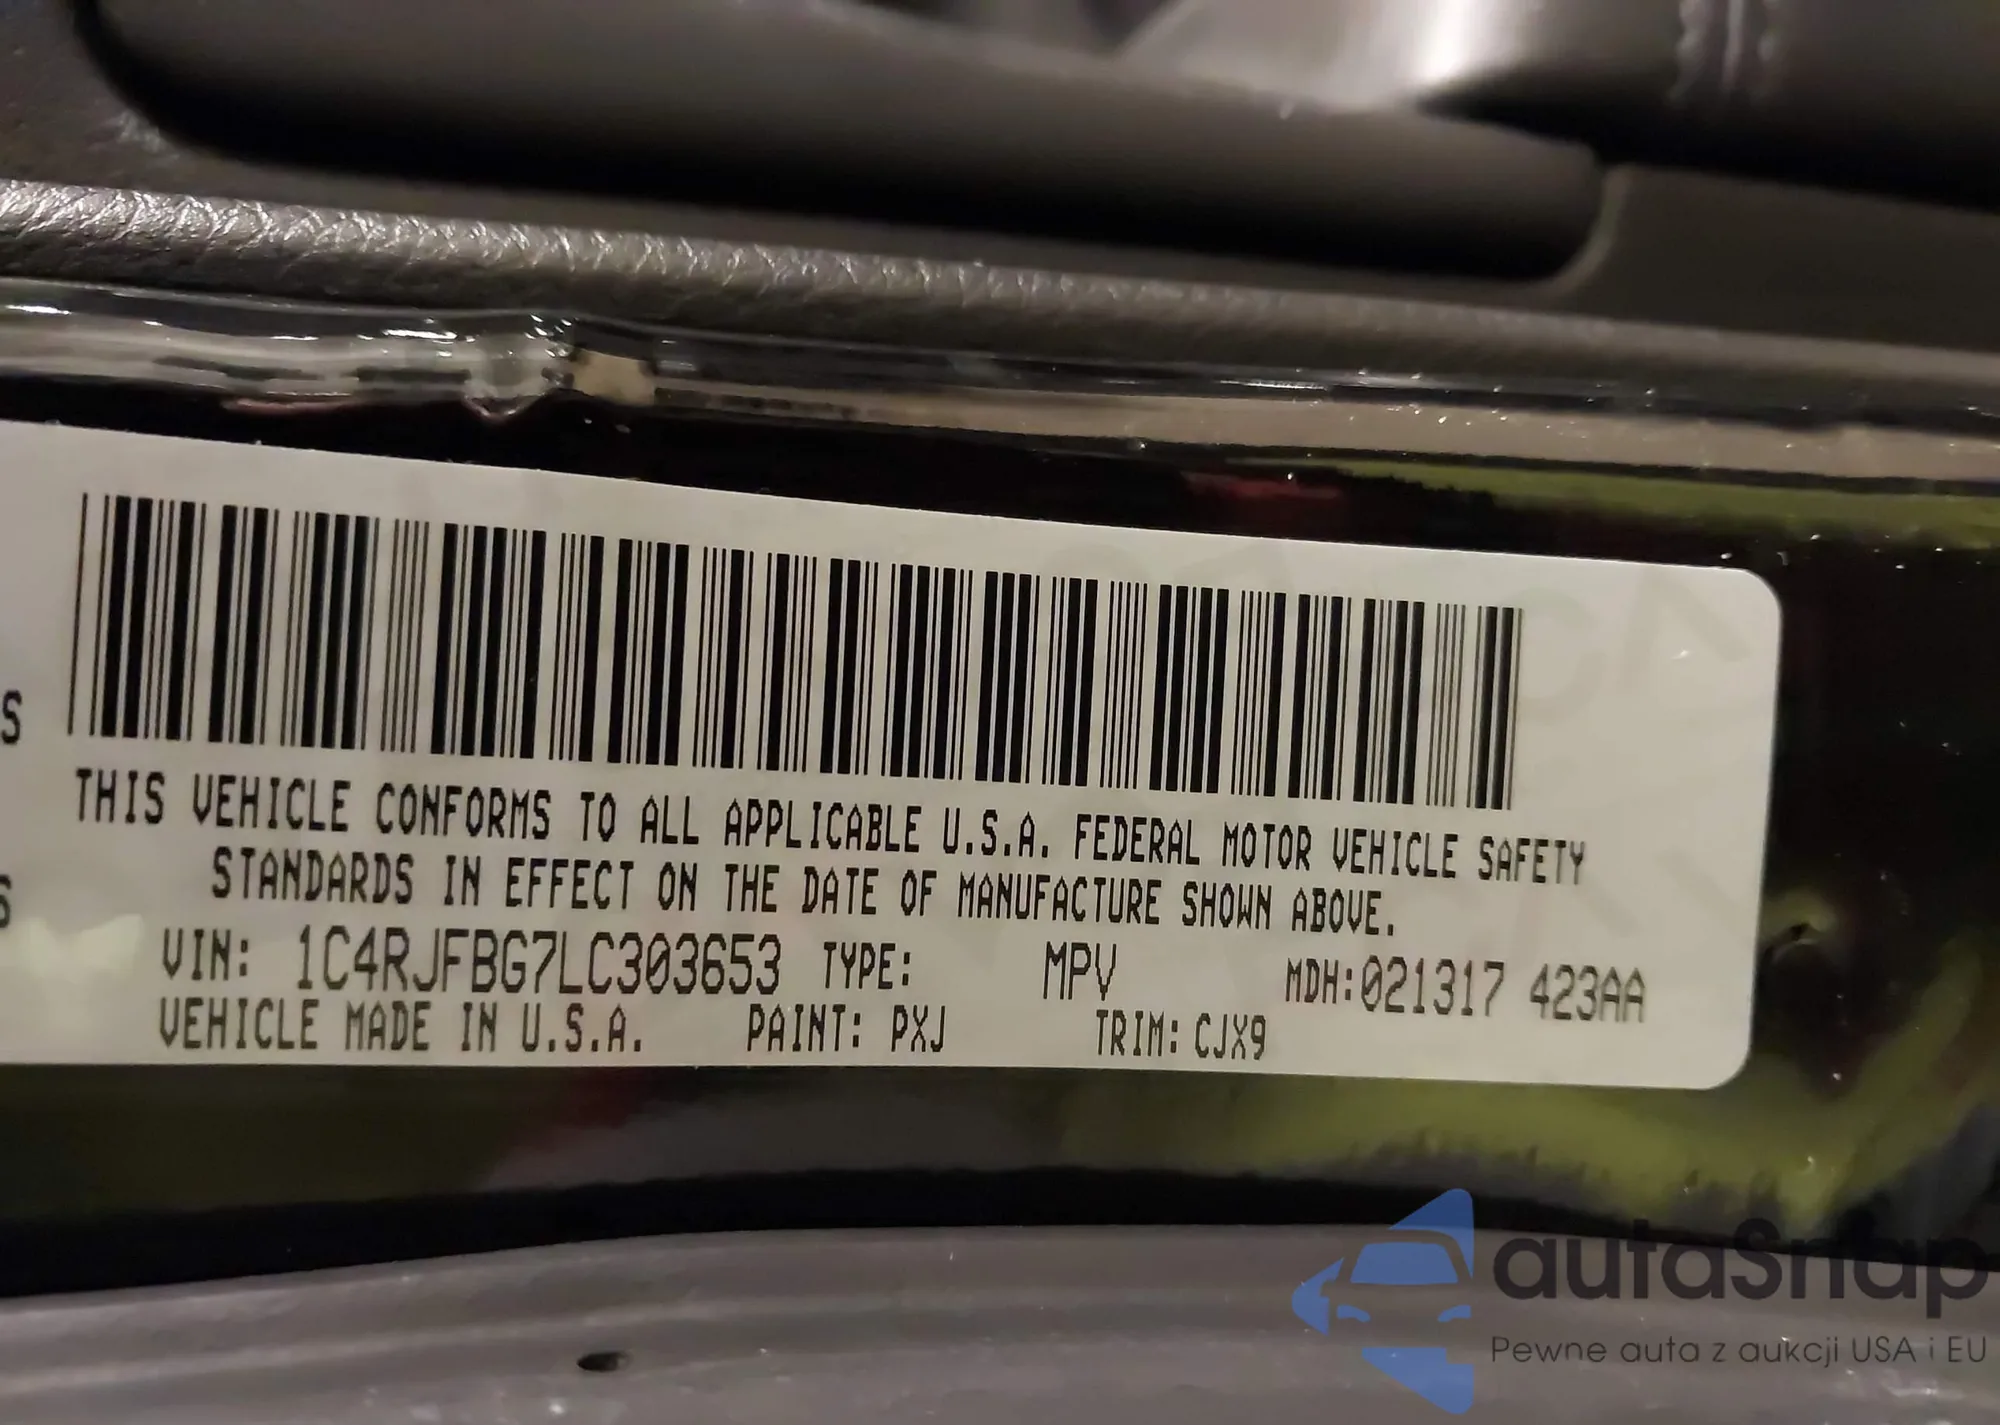 S
THIS VEHICLE CONFORMS TO ALL APPLICABLE U.S.A. FEDERAL MOTOR VEHICLE SAFETY
STANDARDS IN EFFECT ON THE DATE OF MANUFACTURE SHOWN ABOVE.
S
VIN: 1C4RJFBG7LC303653 TYPE: MPV MDH:021317 423AA
VEHICLE MADE IN U.S.A. PAINT: PXJ TRIM: CJX9
autaSnap
Pewne auta z aukcji USA i EU